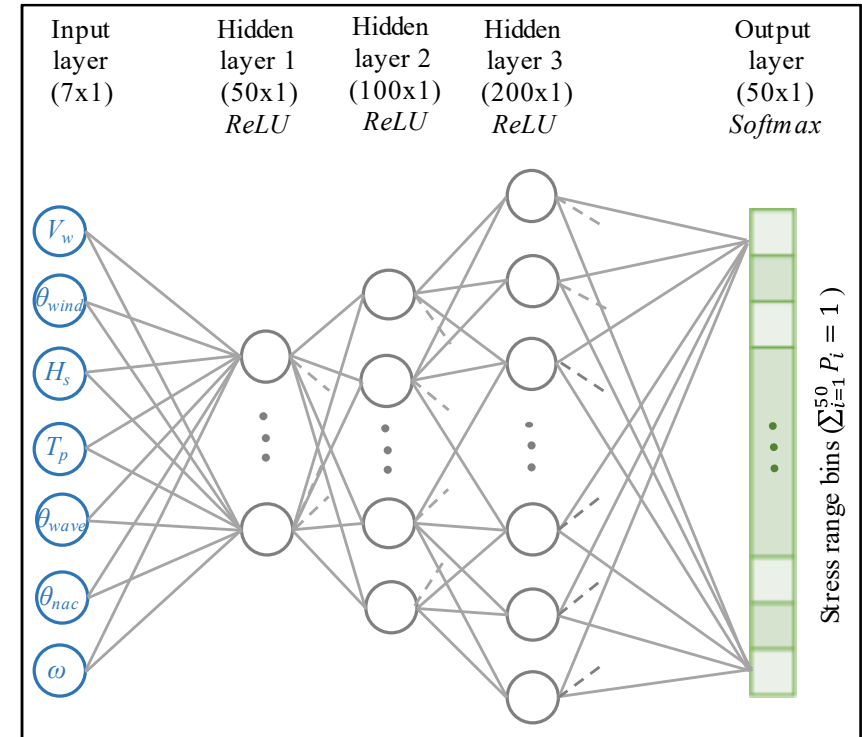 Input
layer
(7x1)
Hidden
layer 1
(50x1)
ReLU
Hidden
layer 2
(100x1)
ReLU
Hidden
layer 3
(200x1)
ReLU
Output
layer
(50x1)
Softmax
V_w
θ_wind
H_s
T_p
θ_wave
θ_nac
ω
Stress range bins (∑_{i=1}^{50} P_i = 1 )